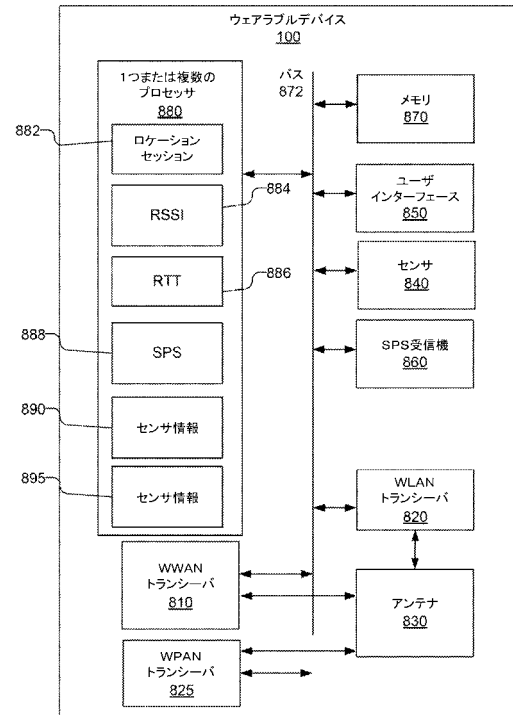 ウェアラブルデバイス
100
1つまたは複数の
プロセッサ
880
882
ロケーション
セッション
RSSI
884
RTT
886
888
SPS
890
センサ情報
895
センサ情報
バス
872
メモリ
870
ユーザ
インターフェース
850
センサ
840
SPS受信機
860
WLAN
トランシーバ
820
WWAN
トランシーバ
810
アンテナ
830
WPAN
トランシーバ
825